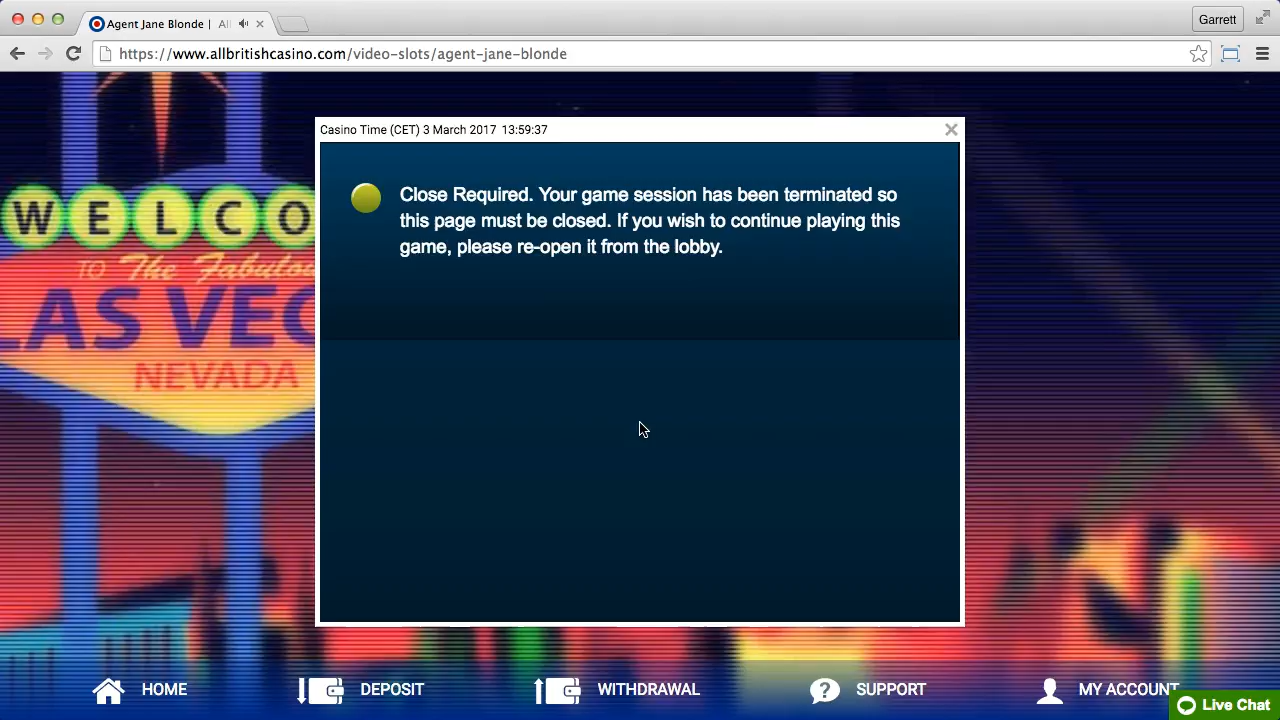 Agent Jane Blonde | Al
Garrett
https://www.allbritishcasino.com/video-slots/agent-jane-blonde
Casino Time (CET) 3 March 2017 13:59:37
Close Required. Your game session has been terminated so
this page must be closed. If you wish to continue playing this
game, please re-open it from the lobby.
WELCO
TO The Fabulou
LAS VEG
NEVADA
HOME
DEPOSIT
WITHDRAWAL
SUPPORT
MY ACCOUNT
Live Chat